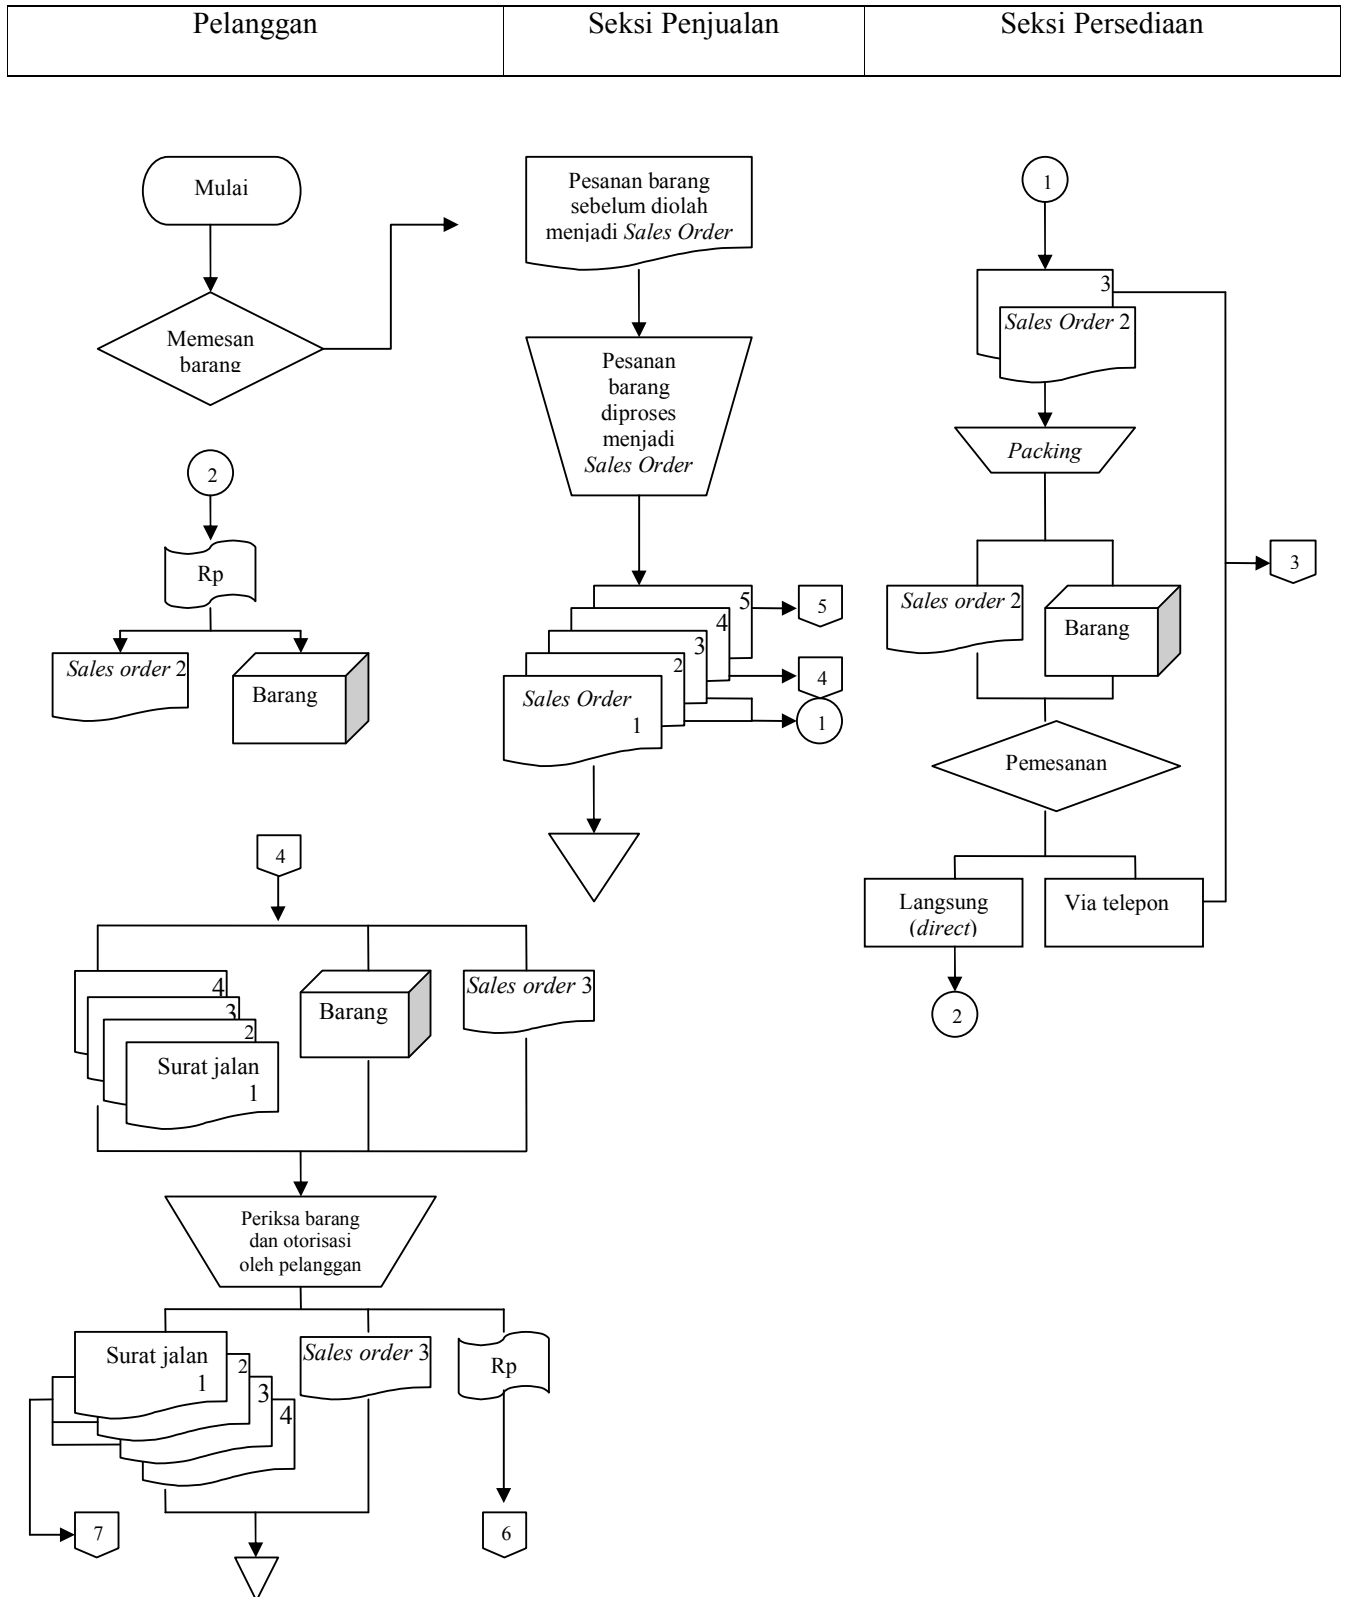 Pelanggan
Seksi Penjualan
Seksi Persediaan
Mulai
Memesan
barang
2
Rp
Sales order 2
Barang
4
4
3
2
Surat jalan
1
Barang
Sales order 3
Periksa barang
dan otorisasi
oleh pelanggan
Surat jalan
1
2
3
4
Sales order 3
Rp
7
6
Pesanan barang
sebelum diolah
menjadi Sales Order
Pesanan
barang
diproses
menjadi
Sales Order
5
4
3
2
Sales Order
1
5
4
1
1
3
Sales Order 2
Packing
3
Sales order 2
Barang
Pemesanan
Langsung
(direct)
Via telepon
2